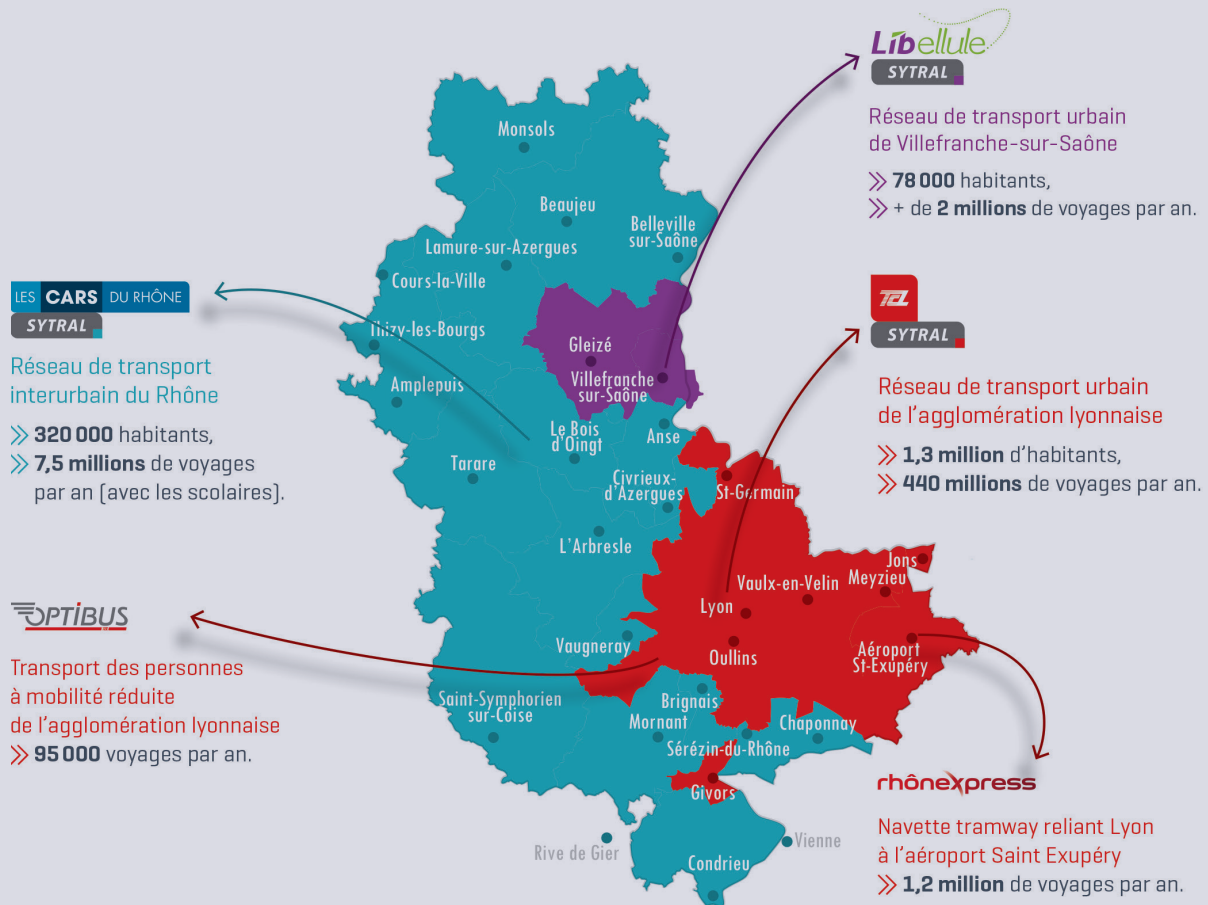 Libellule
SYTRAL
Réseau de transport urbain
de Villefranche-sur-Saône
78 000 habitants,
+ de 2 millions de voyages par an.
TCL
SYTRAL
Réseau de transport urbain
de l'agglomération lyonnaise
1,3 million d'habitants,
440 millions de voyages par an.
rhônexpress
Navette tramway reliant Lyon
à l'aéroport Saint Exupéry
1,2 million de voyages par an.
LES CARS DU RHÔNE
SYTRAL
Réseau de transport
interurbain du Rhône
320 000 habitants,
7,5 millions de voyages
par an (avec les scolaires).
OPTIBUS
Transport des personnes
à mobilité réduite
de l'agglomération lyonnaise
95 000 voyages par an.
Monsols
Beaujeu
Belleville
sur-Saône
Lamure-sur-Azergues
Cours-la-Ville
Thizy-les-Bourgs
Gleizé
Villefranche
sur-Saône
Amplepuis
Le Bois
d'Oingt
Anse
Tarare
Civrieux-
d'Azergues
St-Germain
L'Arbresle
Jons
Meyzieu
Vaulx-en-Velin
Lyon
Vaugneray
Oullins
Aéroport
St-Exupéry
Saint-Symphorien
sur-Coise
Brignais
Mornant
Chaponnay
Sérézin-du-Rhône
Givors
Rive de Gier
Vienne
Condrieu